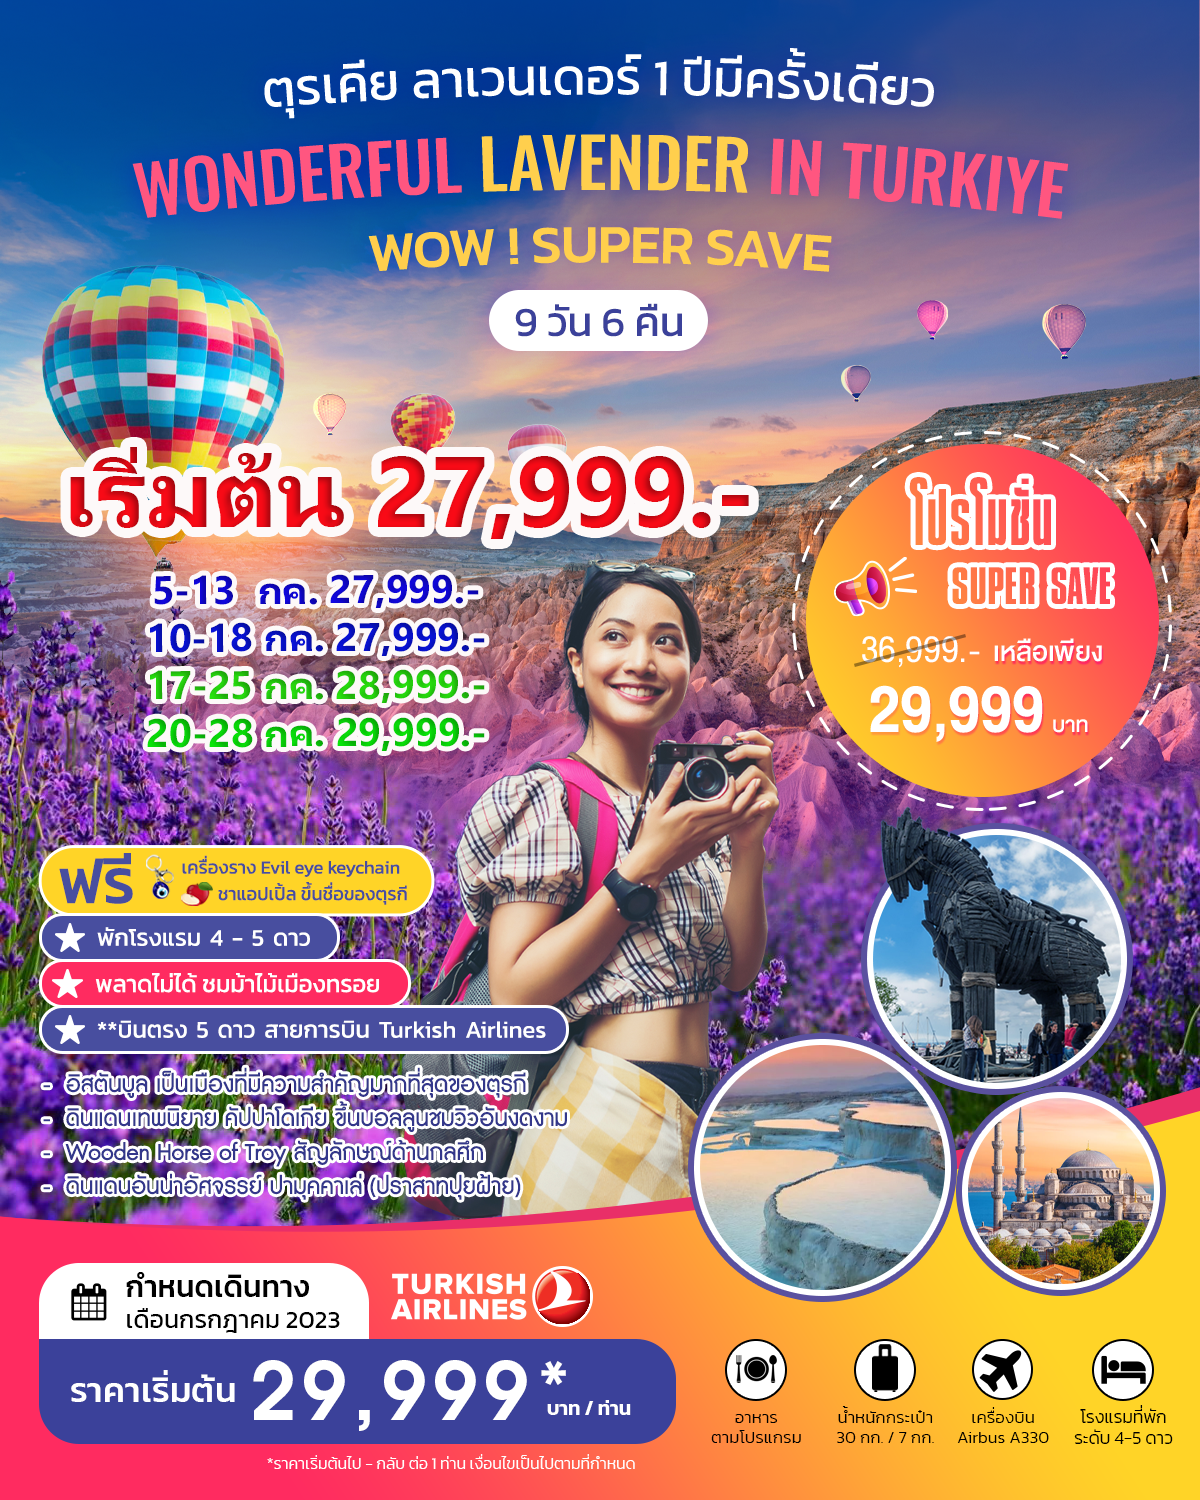 ตุรเคีย ลาเวนเดอร์ 1 ปีมีครั้งเดียว
WONDERFUL LAVENDER IN TURKIYE
WOW ! SUPER SAVE
9 วัน 6 คืน
เริ่มต้น 27,999.-
5-13 กค. 27,999.-
10-18 กค. 27,999.-
17-25 กค. 28,999.-
20-28 กค. 29,999.-
โปรโมชั่น
SUPER SAVE
36,999.- เหลือเพียง
29,999 บาท
ฟรี เครื่องราง Evil eye keychain
ชาแอปเปิ้ล ขึ้นชื่อของตุรกี
พักโรงแรม 4 - 5 ดาว
พลาดไม่ได้ ชมม้าไม้เมืองทรอย
**บินตรง 5 ดาว สายการบิน Turkish Airlines
- อิสตันบูล เป็นเมืองที่มีความสำคัญมากที่สุดของตุรกี
- ดินแดนเทพนิยาย คัปปาโดเกีย ขึ้นบอลลูนชมวิวอันงดงาม
- Wooden Horse of Troy สัญลักษณ์ด้านกลศึก
- ดินแดนอันน่าอัศจรรย์ ปามุคคาเล่ (ปราสาทปุยฝ้าย)
กำหนดเดินทาง
เดือนกรกฎาคม 2023
TURKISH
AIRLINES
ราคาเริ่มต้น 29,999* บาท / ท่าน
*ราคาเริ่มต้นไป - กลับ ต่อ 1 ท่าน เงื่อนไขเป็นไปตามที่กำหนด
อาหาร
ตามโปรแกรม
น้ำหนักกระเป๋า
30 กก. / 7 กก.
เครื่องบิน
Airbus A330
โรงแรมที่พัก
ระดับ 4-5 ดาว